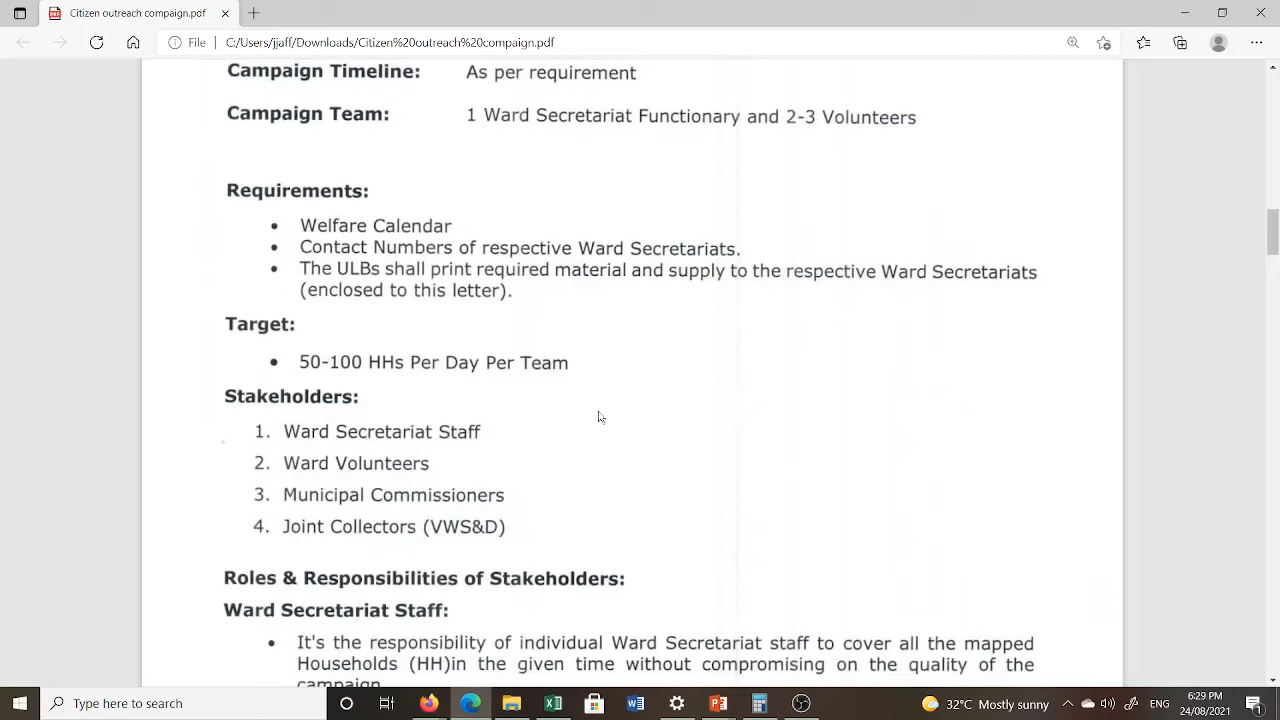 Citizen outreach compaign.pdf
File
C:/Users/jjaff/Downloads/Citizen%20outreach%20compaign.pdf
Campaign Timeline: As per requirement
Campaign Team: 1 Ward Secretariat Functionary and 2-3 Volunteers
Requirements:
• Welfare Calendar
• Contact Numbers of respective Ward Secretariats.
• The ULBs shall print required material and supply to the respective Ward Secretariats
(enclosed to this letter).
Target:
• 50-100 HHs Per Day Per Team
Stakeholders:
1. Ward Secretariat Staff
2. Ward Volunteers
3. Municipal Commissioners
4. Joint Collectors (VWS&D)
Roles & Responsibilities of Stakeholders:
Ward Secretariat Staff:
• It's the responsibility of individual Ward Secretariat staff to cover all the mapped
Households (HH)in the given time without compromising on the quality of the
campaign
Type here to search
33°C Mostly sunny
ENG
6:29 PM
24/08/2021